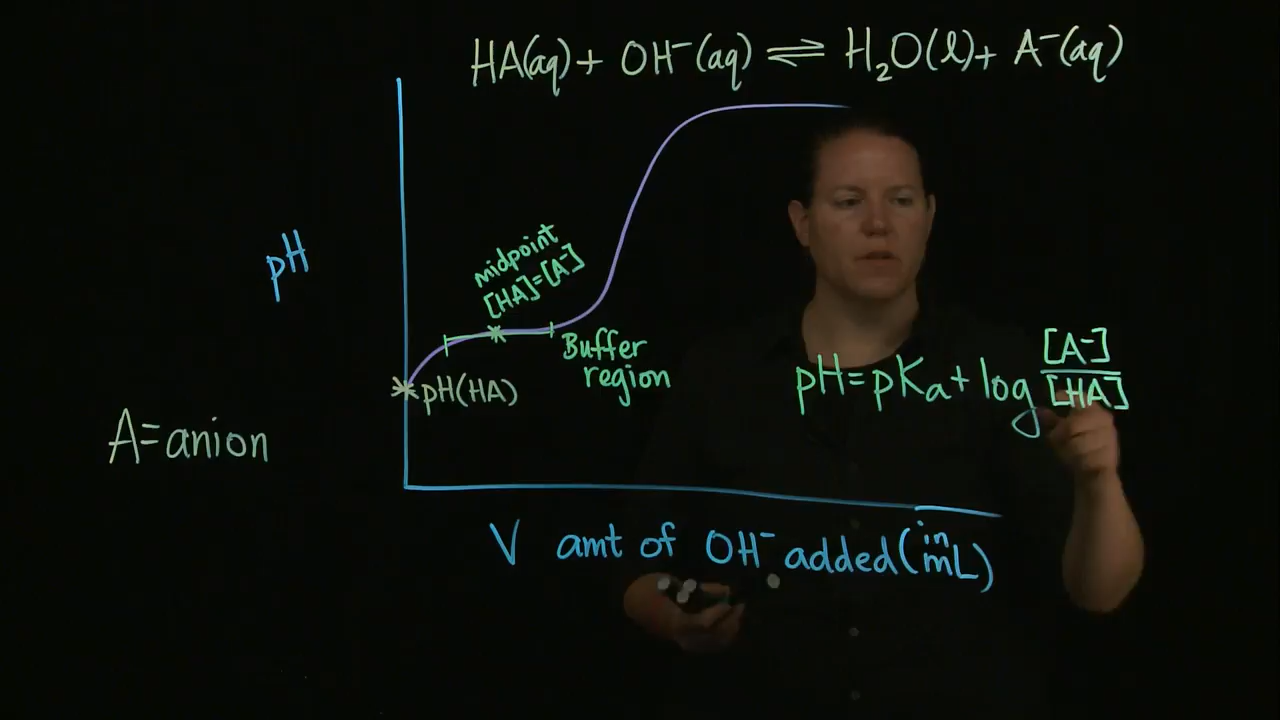 HA(aq) + OH⁻(aq) ⇌ H₂O(l) + A⁻(aq)
pH
midpoint
[HA]=[A⁻]
Buffer
region
pH(HA)
A=anion
pH=pKa+log [A⁻]/[HA]
V amt of OH⁻ added (in mL)